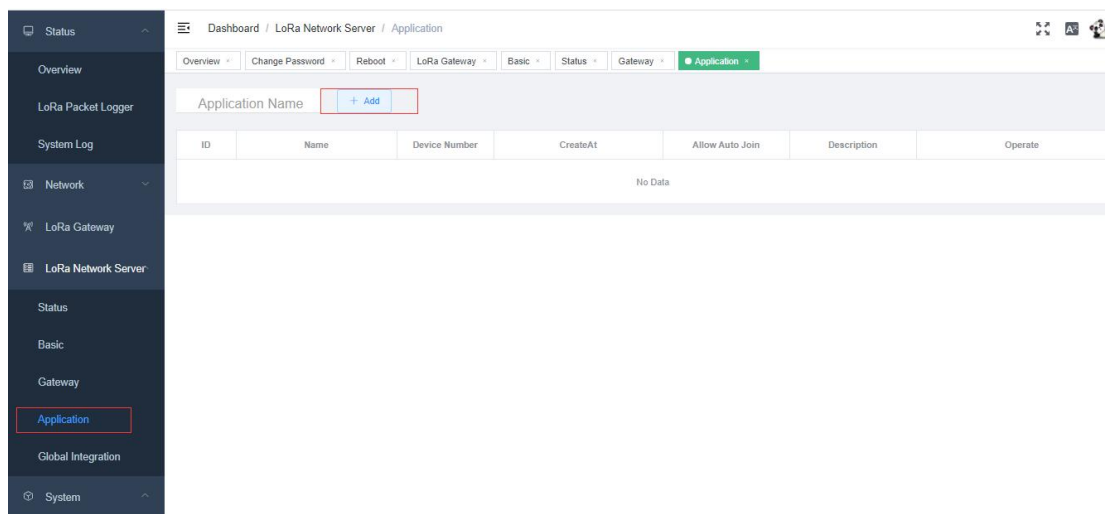 Status
Overview
LoRa Packet Logger
System Log
Network
LoRa Gateway
LoRa Network Server
Status
Basic
Gateway
Application
Global Integration
System
Dashboard / LoRa Network Server / Application
Overview × Change Password × Reboot × LoRa Gateway × Basic × Status × Gateway × Application ×
Application Name + Add
ID Name Device Number CreateAt Allow Auto Join Description Operate
No Data